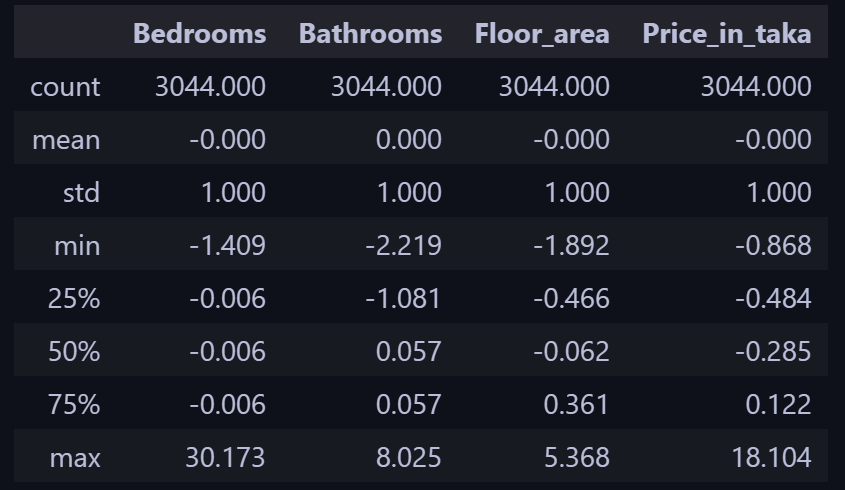 Bedrooms Bathrooms Floor_area Price_in_taka
count 3044.000 3044.000 3044.000 3044.000
mean -0.000 0.000 -0.000 -0.000
std 1.000 1.000 1.000 1.000
min -1.409 -2.219 -1.892 -0.868
25% -0.006 -1.081 -0.466 -0.484
50% -0.006 0.057 -0.062 -0.285
75% -0.006 0.057 0.361 0.122
max 30.173 8.025 5.368 18.104